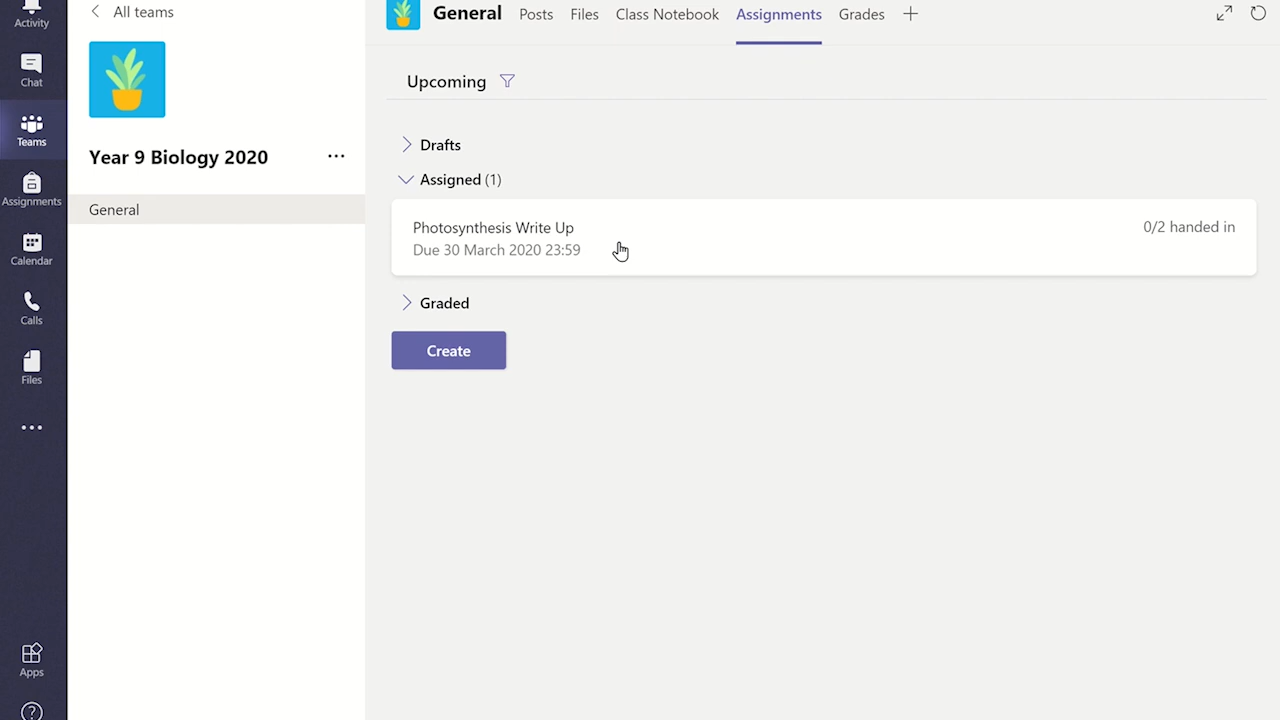 Activity
Chat
Teams
Assignments
Calendar
Calls
Files
Apps
All teams
Year 9 Biology 2020
General
General Posts Files Class Notebook Assignments Grades
Upcoming
Drafts
Assigned (1)
Photosynthesis Write Up 0/2 handed in
Due 30 March 2020 23:59
Graded
Create